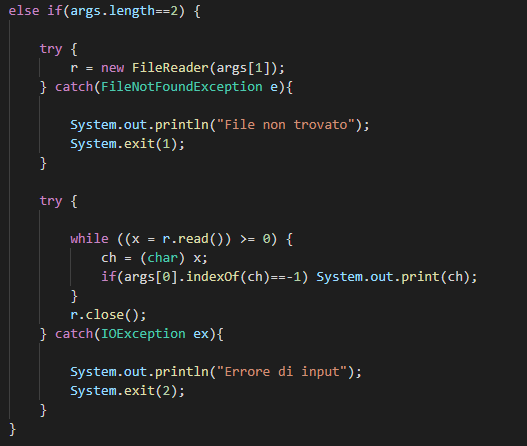 else if(args.length==2) {
try {
r = new FileReader(args[1]);
} catch(FileNotFoundException e){
System.out.println("File non trovato");
System.exit(1);
}
try {
while ((x = r.read()) >= 0) {
ch = (char) x;
if(args[0].indexOf(ch)==-1) System.out.print(ch);
}
r.close();
} catch(IOException ex){
System.out.println("Errore di input");
System.exit(2);
}
}